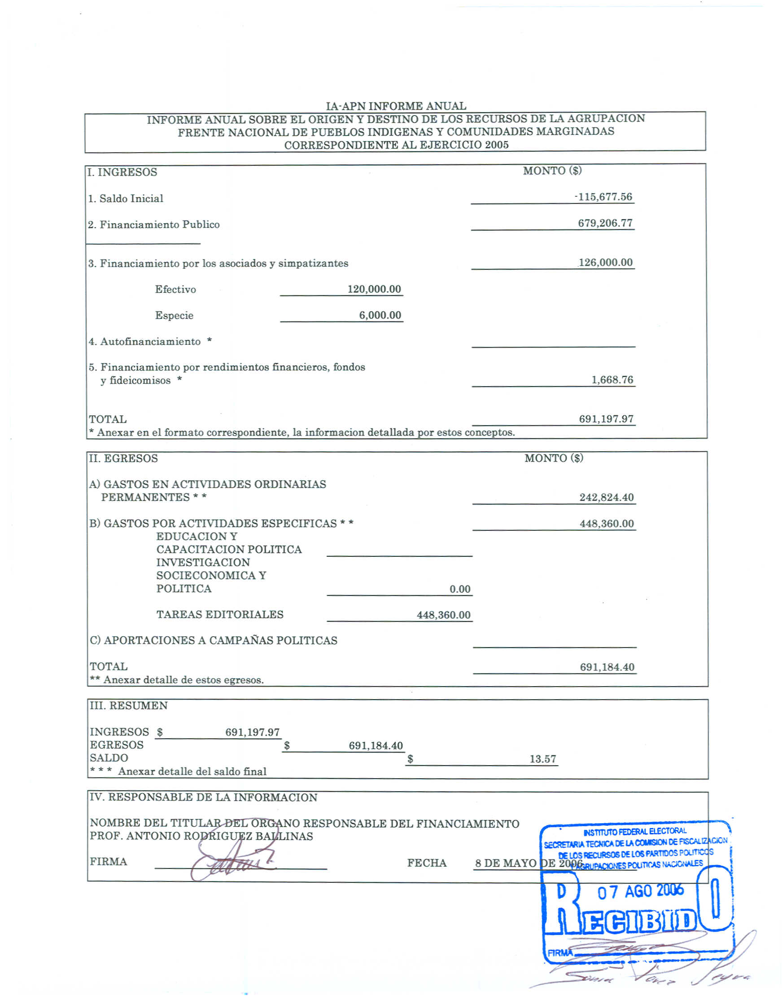 IA-APN INFORME ANUAL
INFORME ANUAL SOBRE EL ORIGEN Y DESTINO DE LOS RECURSOS DE LA AGRUPACION
FRENTE NACIONAL DE PUEBLOS INDIGENAS Y COMUNIDADES MARGINADAS
CORRESPONDIENTE AL EJERCICIO 2005
I. INGRESOS MONTO ($)
1. Saldo Inicial -115,677.56
2. Financiamiento Publico 679,206.77
3. Financiamiento por los asociados y simpatizantes 126,000.00
Efectivo 120,000.00
Especie 6,000.00
4. Autofinanciamiento *
5. Financiamiento por rendimientos financieros, fondos
y fideicomisos * 1,668.76
TOTAL 691,197.97
* Anexar en el formato correspondiente, la informacion detallada por estos conceptos.
II. EGRESOS MONTO ($)
A) GASTOS EN ACTIVIDADES ORDINARIAS
PERMANENTES * * 242,824.40
B) GASTOS POR ACTIVIDADES ESPECIFICAS * * 448,360.00
EDUCACION Y
CAPACITACION POLITICA
INVESTIGACION
SOCIECONOMICA Y
POLITICA 0.00
TAREAS EDITORIALES 448,360.00
C) APORTACIONES A CAMPAÑAS POLITICAS
TOTAL 691,184.40
** Anexar detalle de estos egresos.
III. RESUMEN
INGRESOS $ 691,197.97
EGRESOS $ 691,184.40
SALDO $ 13.57
* * * Anexar detalle del saldo final
IV. RESPONSABLE DE LA INFORMACION
NOMBRE DEL TITULAR DEL ORGANO RESPONSABLE DEL FINANCIAMIENTO
PROF. ANTONIO RODRIGUEZ BALLINAS
FIRMA FECHA 8 DE MAYO DE 2006
INSTITUTO FEDERAL ELECTORAL
SECRETARIA TECNICA DE LA COMISION DE FISCALIZACION
DE LOS RECURSOS DE LOS PARTIDOS POLITICOS
Y AGRUPACIONES POLITICAS NACIONALES
07 AGO 2006
RECIBIDO
FIRMA
Sonia Pérez